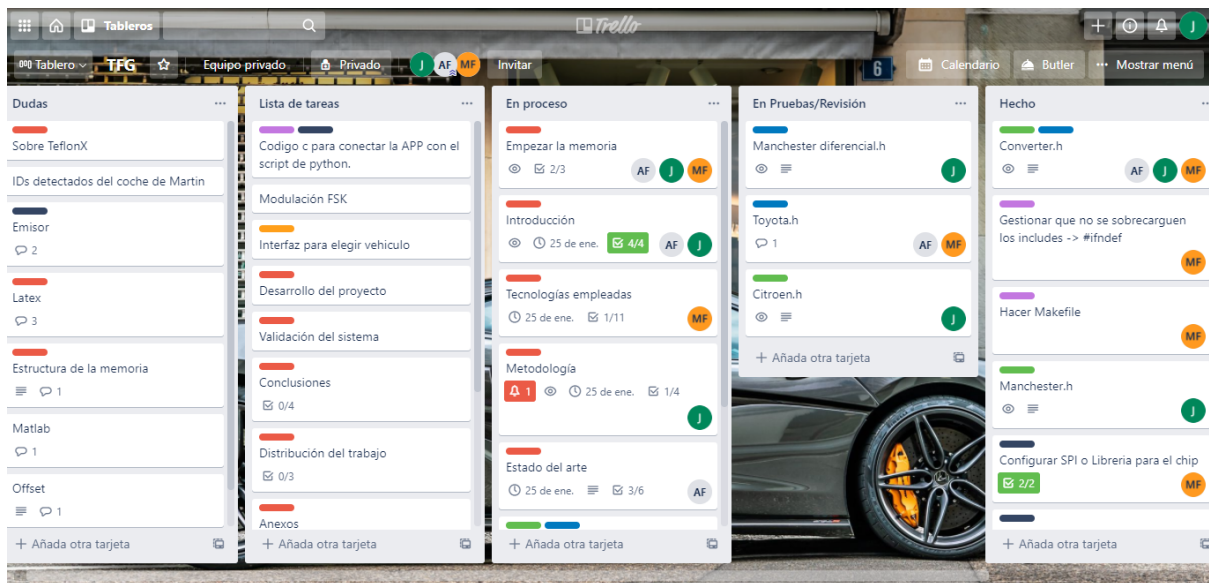 Tableros
Trello
J
Tablero
TFG
Equipo privado
Privado
J AF MF
Invitar
6
Calendario
Butler
Mostrar menú
Dudas
Sobre TeflonX
IDs detectados del coche de Martin
Emisor
2
Latex
3
Estructura de la memoria
1
Matlab
1
Offset
1
+ Añada otra tarjeta
Lista de tareas
Codigo c para conectar la APP con el
script de python.
Modulación FSK
Interfaz para elegir vehiculo
Desarrollo del proyecto
Validación del sistema
Conclusiones
0/4
Distribución del trabajo
0/3
Anexos
+ Añada otra tarjeta
En proceso
Empezar la memoria
2/3 AF J MF
Introducción
25 de ene. 4/4 AF J
Tecnologías empleadas
25 de ene. 1/11 MF
Metodología
1 25 de ene. 1/4
J
Estado del arte
25 de ene. 3/6 AF
+ Añada otra tarjeta
En Pruebas/Revisión
Manchester diferencial.h
J
Toyota.h
1 AF MF
Citroen.h
J
+ Añada otra tarjeta
Hecho
Converter.h
AF J MF
Gestionar que no se sobrecarguen
los includes -> #ifndef
MF
Hacer Makefile
MF
Manchester.h
J
Configurar SPI o Libreria para el chip
2/2 MF
+ Añada otra tarjeta